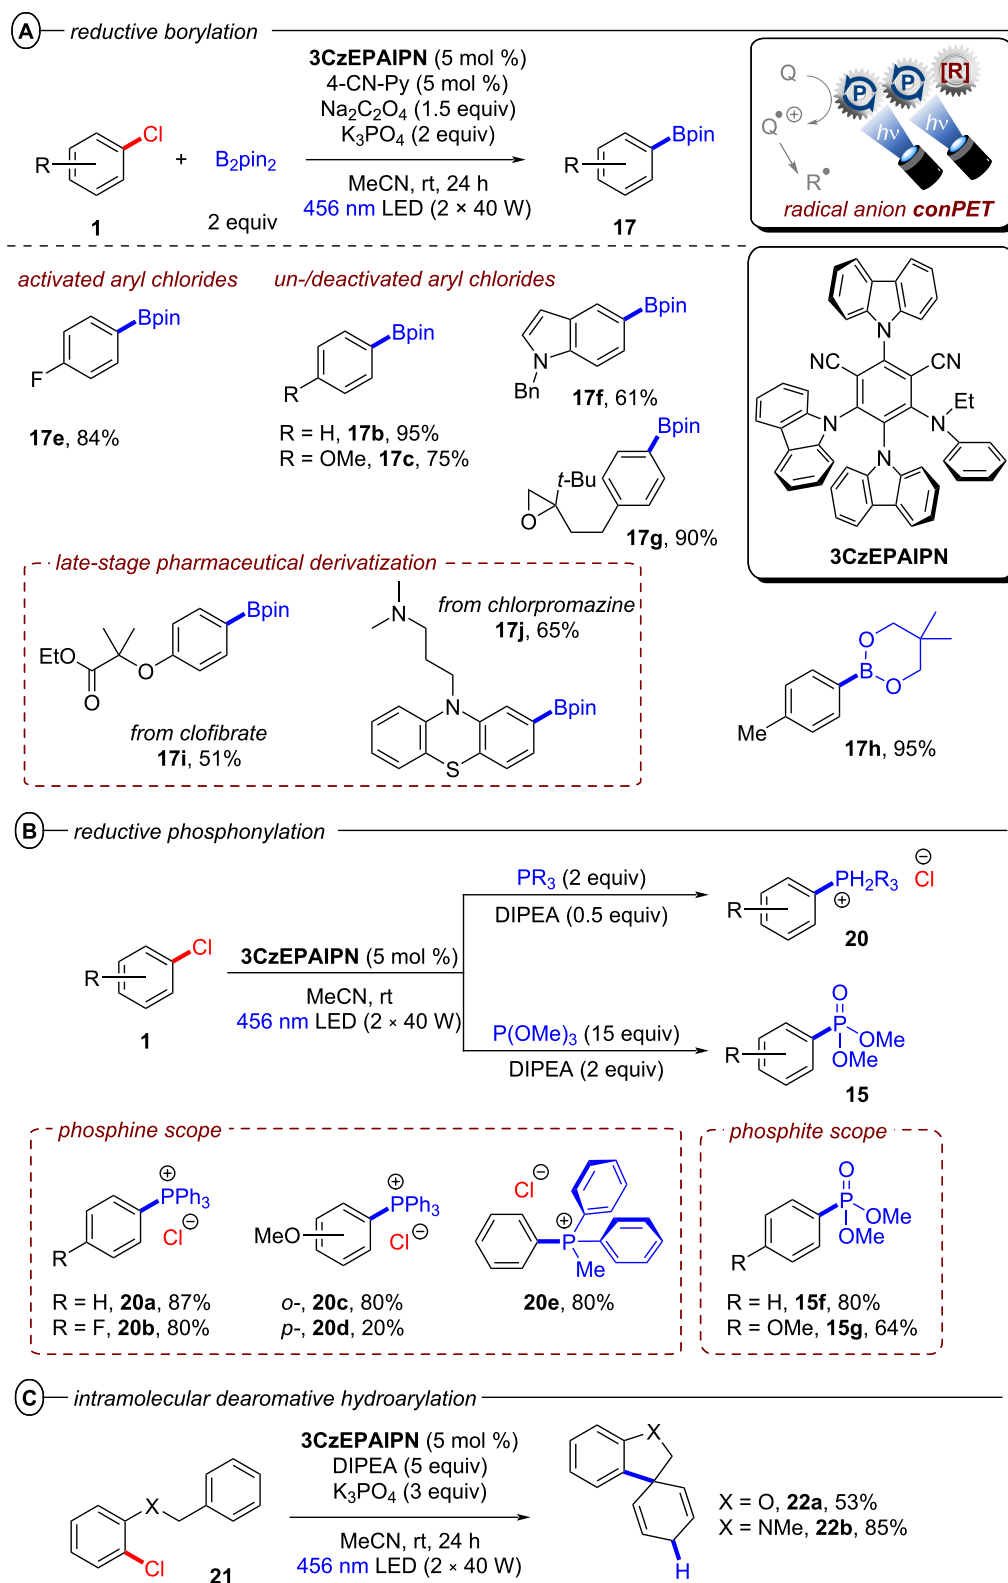 A reductive borylation
3CzEPAIPN (5 mol %)
4-CN-Py (5 mol %)
Na₂C₂O₄ (1.5 equiv)
K₃PO₄ (2 equiv)
R Cl + B₂pin₂
MeCN, rt, 24 h
456 nm LED (2 × 40 W)
R Bpin
1 2 equiv 17
Q
Q•⊕
R•
P P [R]
hν hν
radical anion conPET
activated aryl chlorides
un-/deactivated aryl chlorides
Bpin
F
17e, 84%
Bpin
R
R = H, 17b, 95%
R = OMe, 17c, 75%
Bpin
N
Bn
17f, 61%
Bpin
t-Bu
O
17g, 90%
N
NC CN
Et
N N
N
3CzEPAIPN
late-stage pharmaceutical derivatization
Bpin
EtO O
O
from clofibrate
17i, 51%
N
from chlorpromazine
17j, 65%
N Bpin
S
O
B
O
Me
17h, 95%
B reductive phosphonylation
R Cl
1
3CzEPAIPN (5 mol %)
MeCN, rt
456 nm LED (2 × 40 W)
PR₃ (2 equiv)
DIPEA (0.5 equiv)
R PH₂R₃ ⊕ Cl ⊖
20
P(OMe)₃ (15 equiv)
DIPEA (2 equiv)
O
R P OMe
OMe
15
phosphine scope
⊕
PPh₃
Cl ⊖
R
R = H, 20a, 87%
R = F, 20b, 80%
⊕
PPh₃
MeO Cl ⊖
o-, 20c, 80%
p-, 20d, 20%
Cl ⊖
⊕
P
Me
20e, 80%
phosphite scope
O
P OMe
OMe
R
R = H, 15f, 80%
R = OMe, 15g, 64%
C intramolecular dearomative hydroarylation
X
Cl
21
3CzEPAIPN (5 mol %)
DIPEA (5 equiv)
K₃PO₄ (3 equiv)
MeCN, rt, 24 h
456 nm LED (2 × 40 W)
X
H
X = O, 22a, 53%
X = NMe, 22b, 85%